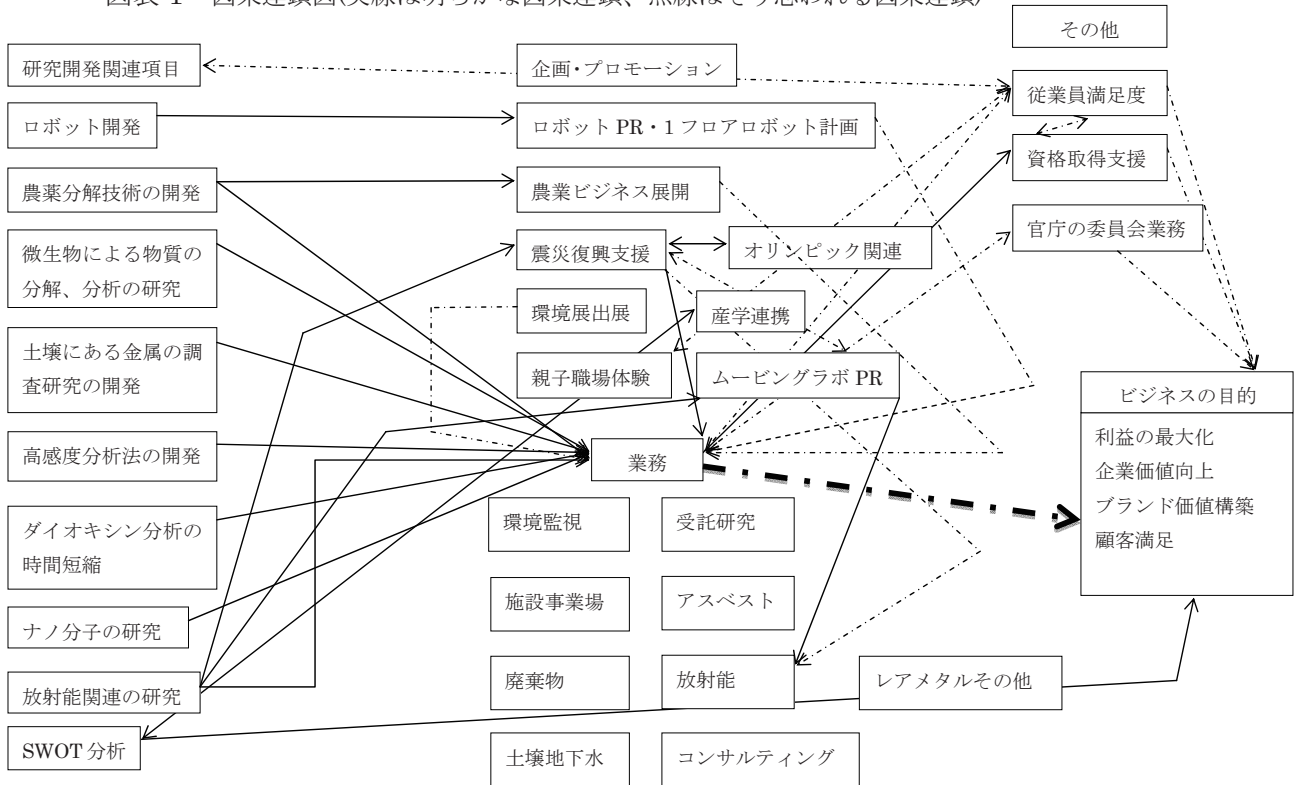 その他
研究開発関連項目
企画・プロモーション
従業員満足度
ロボット開発
ロボット PR・1 フロアロボット計画
資格取得支援
農薬分解技術の開発
農業ビジネス展開
官庁の委員会業務
微生物による物質の
分解、分析の研究
震災復興支援
オリンピック関連
環境展出展
産学連携
土壌にある金属の調
査研究の開発
親子職場体験
ムービングラボ PR
ビジネスの目的
利益の最大化
企業価値向上
ブランド価値構築
顧客満足
高感度分析法の開発
業務
ダイオキシン分析の
時間短縮
環境監視
受託研究
施設事業場
アスベスト
ナノ分子の研究
放射能関連の研究
廃棄物
放射能
レアメタルその他
SWOT 分析
土壌地下水
コンサルティング